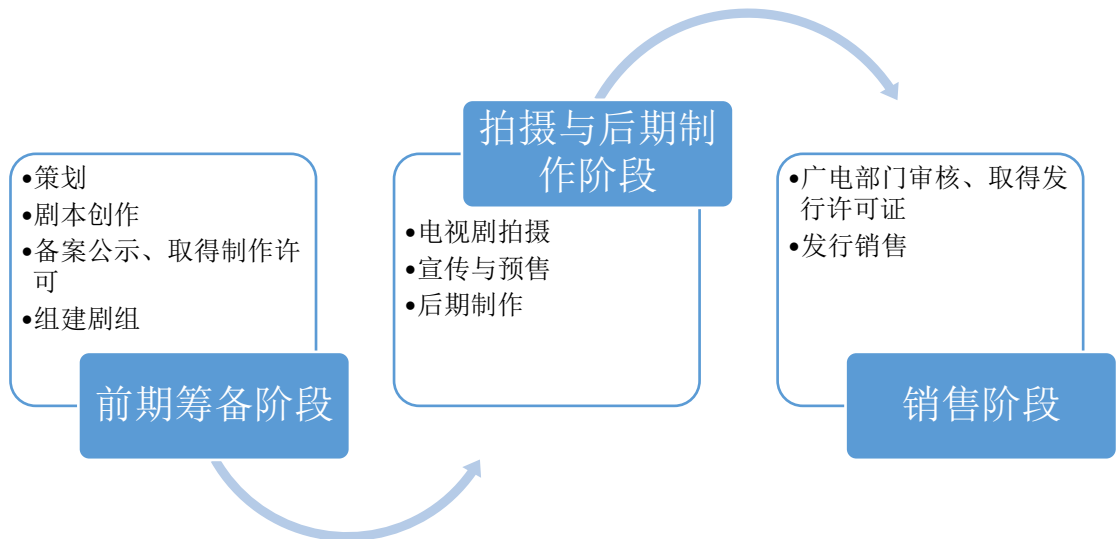 •策划
•剧本创作
•备案公示、取得制作许
可
•组建剧组
前期筹备阶段
拍摄与后期制
作阶段
•电视剧拍摄
•宣传与预售
•后期制作
•广电部门审核、取得发
行许可证
•发行销售
销售阶段